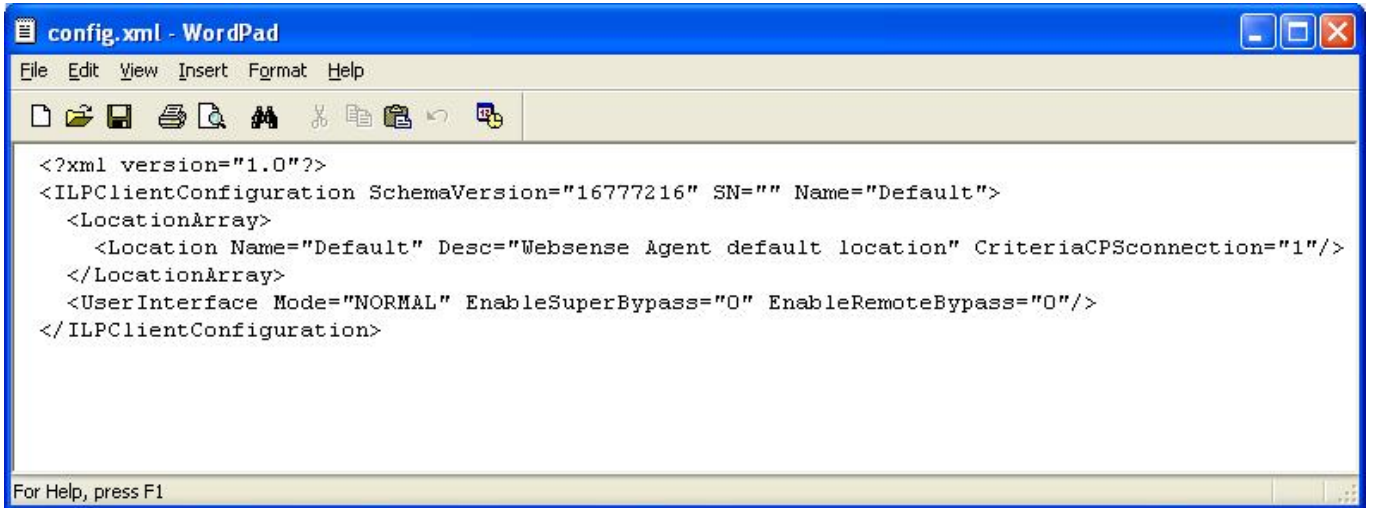 config.xml - WordPad
File Edit View Insert Format Help
<?xml version="1.0"?>
<ILPClientConfiguration SchemaVersion="16777216" SN="" Name="Default">
<LocationArray>
<Location Name="Default" Desc="Websense Agent default location" CriteriaCPSconnection="1"/>
</LocationArray>
<UserInterface Mode="NORMAL" EnableSuperBypass="0" EnableRemoteBypass="0"/>
</ILPClientConfiguration>
For Help, press F1